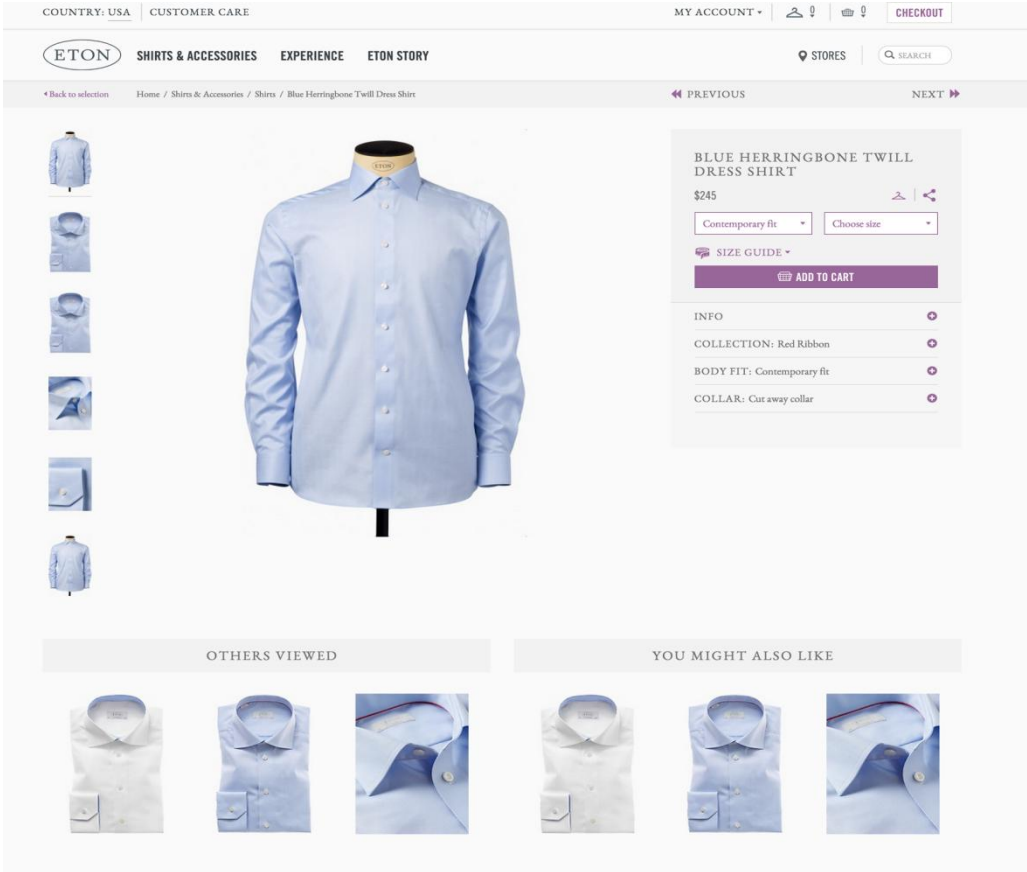 COUNTRY: USA CUSTOMER CARE MY ACCOUNT 0 0 CHECKOUT
ETON SHIRTS & ACCESSORIES EXPERIENCE ETON STORY STORES SEARCH
Back to selection Home / Shirts & Accessories / Shirts / Blue Herringbone Twill Dress Shirt PREVIOUS NEXT
ETON
BLUE HERRINGBONE TWILL
DRESS SHIRT
$245
Contemporary fit Choose size
SIZE GUIDE
ADD TO CART
INFO
COLLECTION: Red Ribbon
BODY FIT: Contemporary fit
COLLAR: Cut away collar
OTHERS VIEWED YOU MIGHT ALSO LIKE